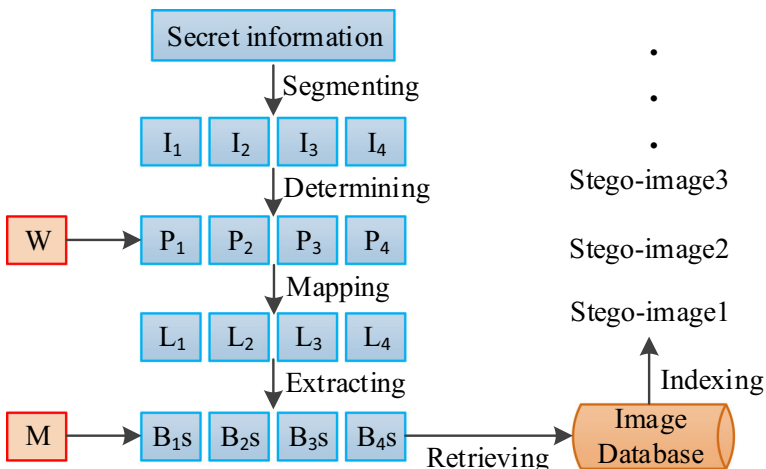 Secret information
Segmenting
I₁ I₂ I₃ I₄
Determining
W P₁ P₂ P₃ P₄
Mapping
L₁ L₂ L₃ L₄
Extracting
M B₁s B₂s B₃s B₄s
Retrieving
Stego-image3
Stego-image2
Stego-image1
Indexing
Image
Database